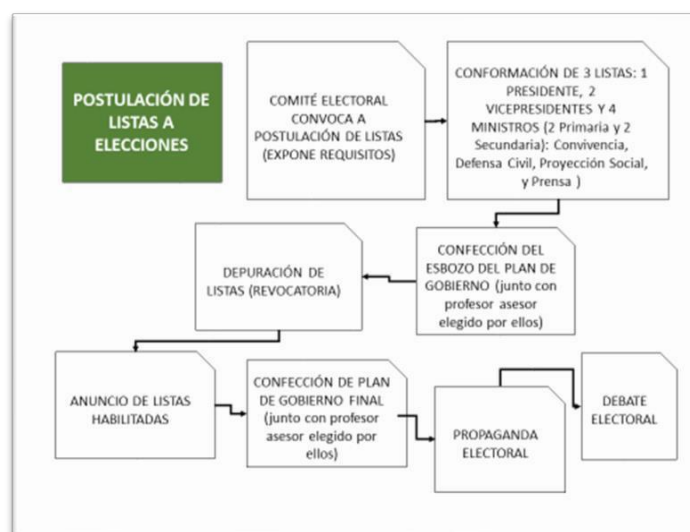 POSTULACIÓN DE
LISTAS A
ELECCIONES
COMITÉ ELECTORAL
CONVOCA A
POSTULACIÓN DE LISTAS
(EXPONE REQUISITOS)
CONFORMACIÓN DE 3 LISTAS: 1
PRESIDENTE, 2
VICEPRESIDENTES Y 4
MINISTROS (2 Primaria y 2
Secundaria): Convivencia,
Defensa Civil, Proyección Social,
y Prensa )
CONFECCIÓN DEL
ESBOZO DEL PLAN DE
GOBIERNO (junto con
profesor asesor
elegido por ellos)
DEPURACIÓN DE
LISTAS (REVOCATORIA)
ANUNCIO DE LISTAS
HABILITADAS
CONFECCIÓN DE PLAN
DE GOBIERNO FINAL
(junto con profesor
asesor elegido por
ellos)
PROPAGANDA
ELECTORAL
DEBATE
ELECTORAL